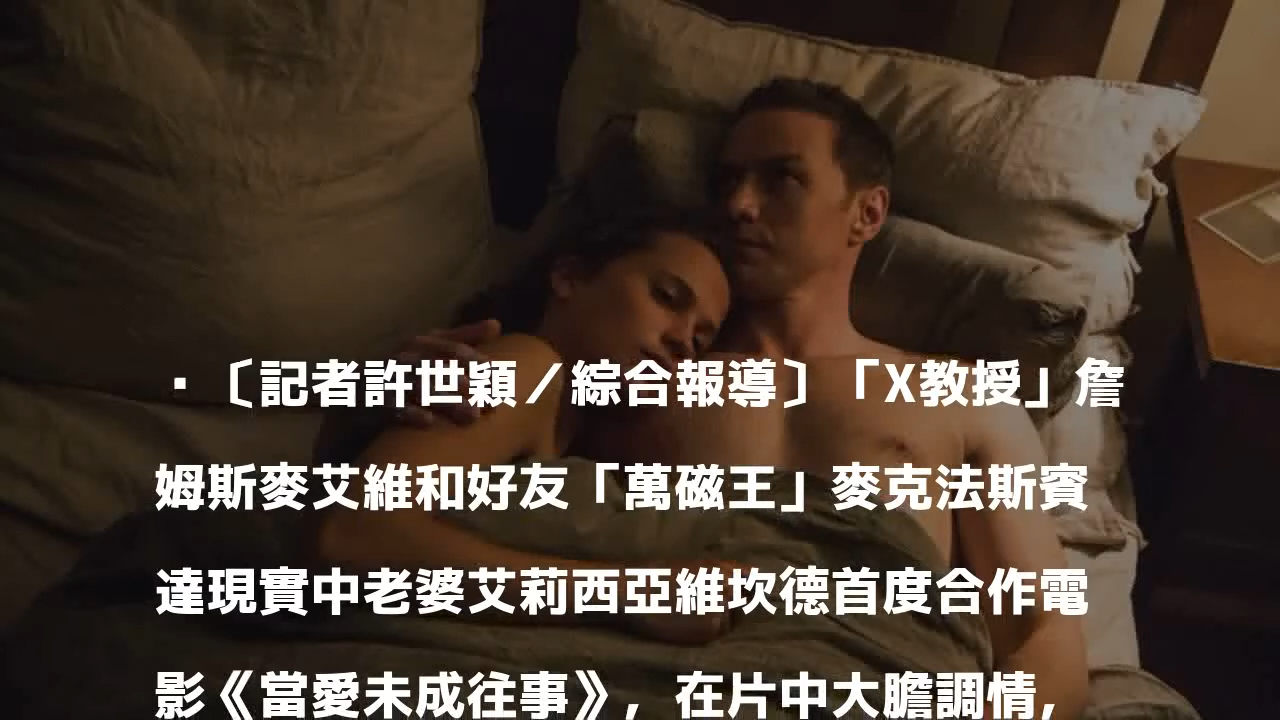 ▪〔記者許世穎／綜合報導〕「X教授」詹
姆斯麥艾維和好友「萬磁王」麥克法斯賓
達現實中老婆艾莉西亞維坎德首度合作電
影《當愛未成往事》，在片中大膽調情，